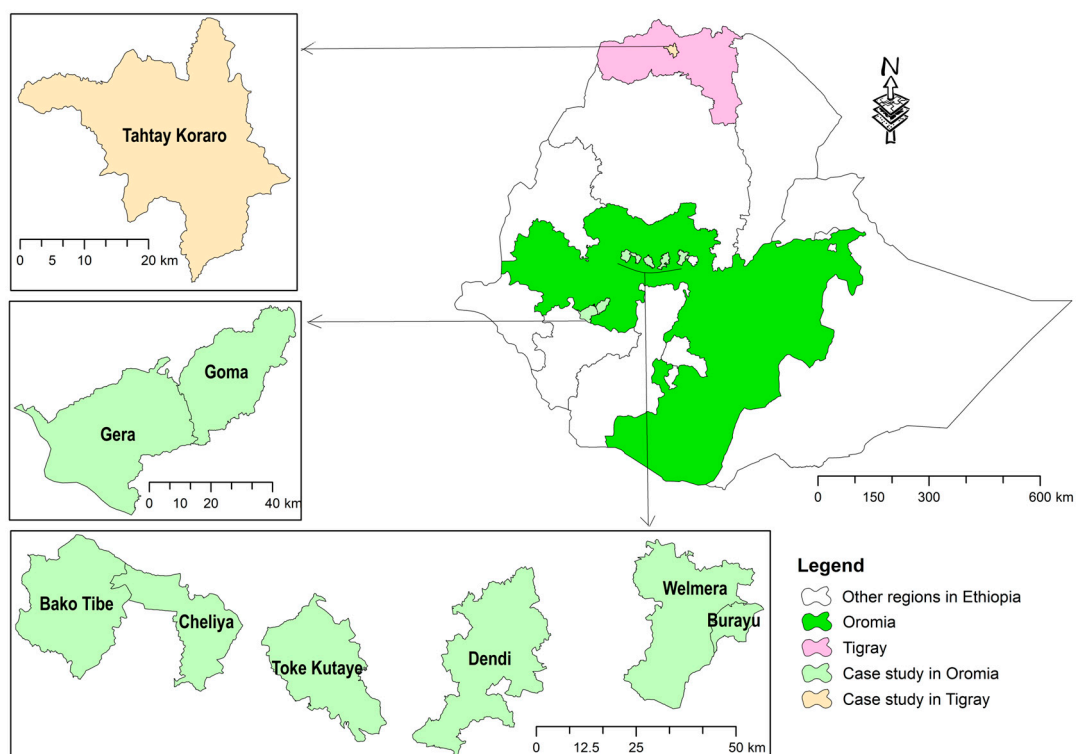 N
Tahtay Koraro
0 5 10 20 km
Goma
Gera
0 10 20 40 km
0 150 300 600 km
Bako Tibe
Cheliya
Toke Kutaye
Dendi
Welmera
Burayu
0 12.5 25 50 km
Legend
Other regions in Ethiopia
Oromia
Tigray
Case study in Oromia
Case study in Tigray